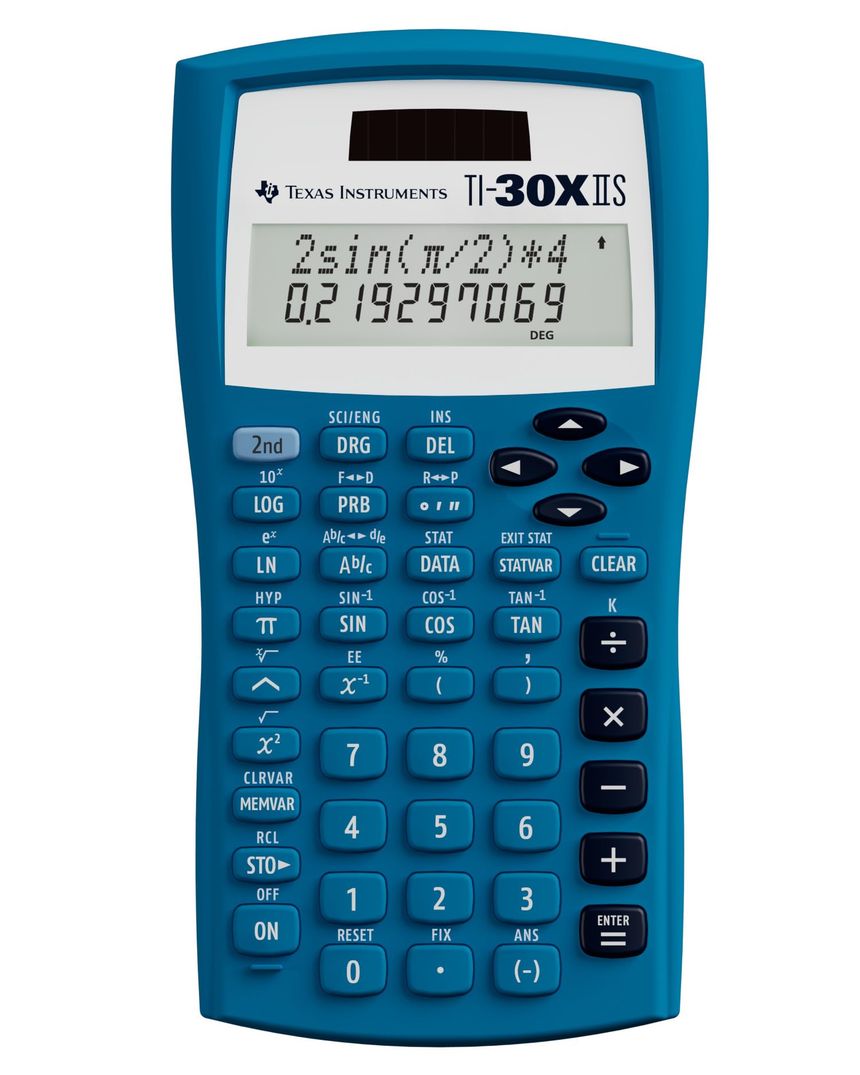 TEXAS INSTRUMENTS TI-30X IIS
2sin(π/2)*4
0.219297069
DEG
SCI/ENG INS
2nd DRG DEL
10ˣ F◄►D R◄►P
LOG PRB ° ' "
eˣ Ab/c◄►d/e STAT EXIT STAT
LN Ab/c DATA STATVAR CLEAR
HYP SIN⁻¹ COS⁻¹ TAN⁻¹ K
π SIN COS TAN ÷
ˣ√ EE % ,
^ x⁻¹ ( )
√ ×
x² 7 8 9
CLRVAR −
MEMVAR 4 5 6
RCL +
STO► 1 2 3
OFF ENTER
ON =
RESET FIX ANS
0 . (-)